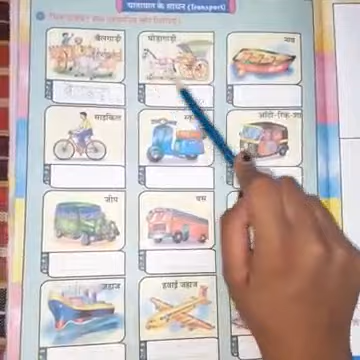 यातायात के साधन (Transport)
बैलगाड़ी
घोड़ागाड़ी
नाव
साइकिल
ऑटो-रिक्शा
जीप
बस
जहाज
हवाई जहाज